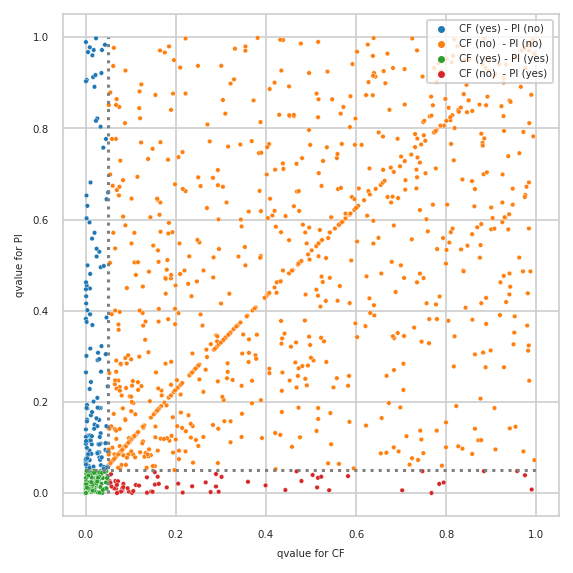 CF (yes) - PI (no)
CF (no)  - PI (no)
CF (yes) - PI (yes)
CF (no)  - PI (yes)
1.0
0.8
0.6
0.4
0.2
0.0
qvalue for PI
0.0 0.2 0.4 0.6 0.8 1.0
qvalue for CF